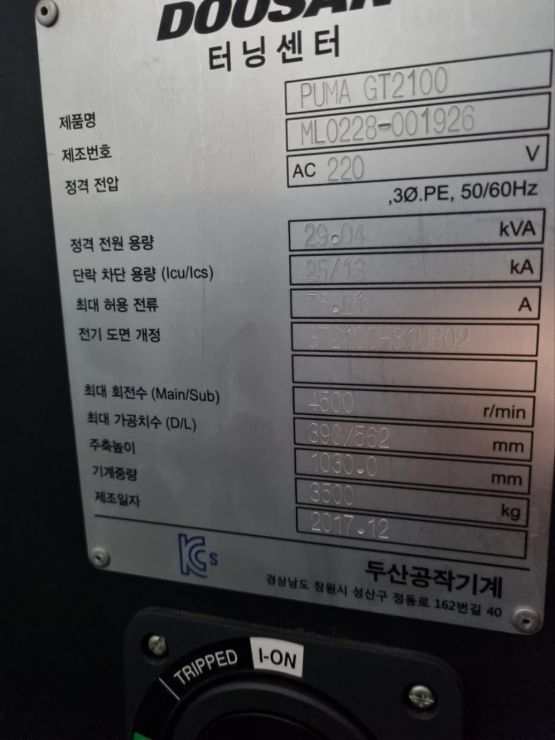 DOOSAN
터닝센터
제품명 PUMA GT2100
제조번호 ML0228-001926
정격 전압 AC 220 V
,3Ø.PE, 50/60Hz
정격 전원 용량 29.04 kVA
단락 차단 용량 (Icu/Ics) 25/13 kA
최대 허용 전류 A
전기 도면 개정
최대 회전수 (Main/Sub) 4500 r/min
최대 가공치수 (D/L) 390/562 mm
주축높이 1030.0 mm
기계중량 3500 kg
제조일자 2017.12
KCs
두산공작기계
경상남도 창원시 성산구 정동로 162번길 40
TRIPPED I-ON